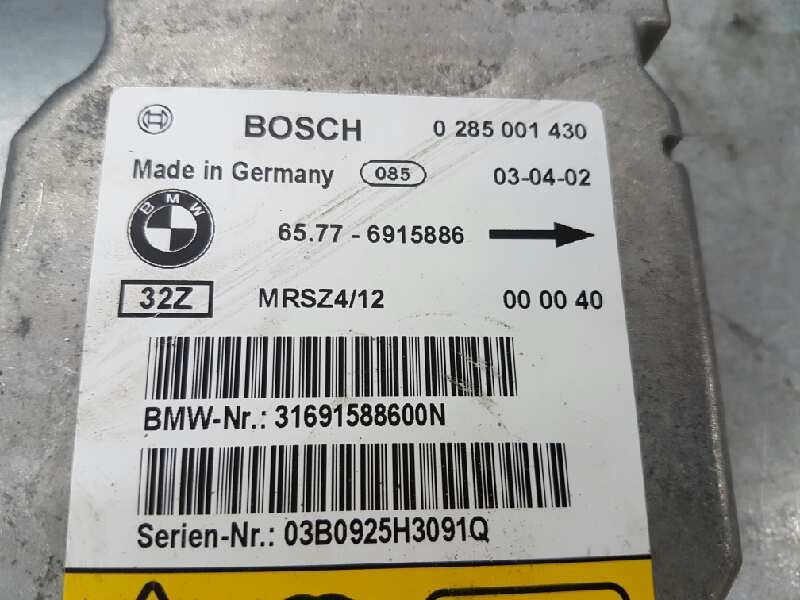 BOSCH 0 285 001 430
Made in Germany 085 03-04-02
BMW
65.77 - 6915886
32Z MRSZ4/12 00 00 40
BMW-Nr.: 31691588600N
Serien-Nr.: 03B0925H3091Q